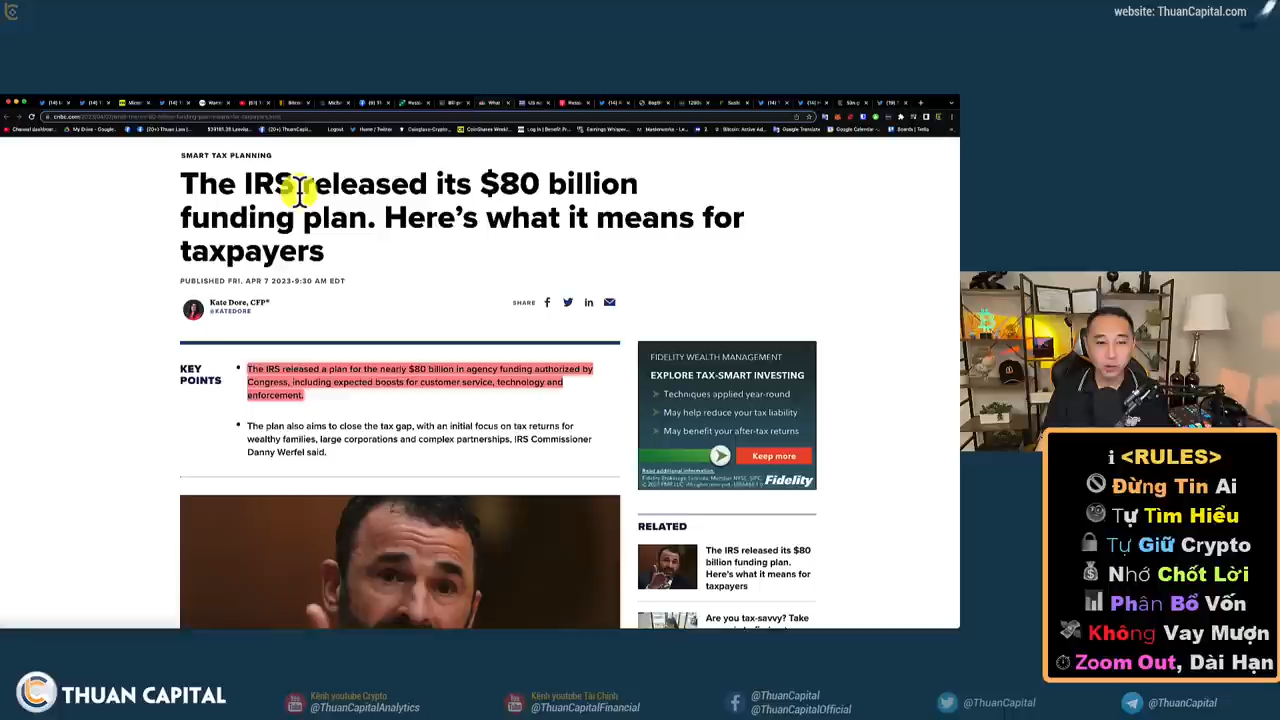 website: ThuanCapital.com
SMART TAX PLANNING
The IRS released its $80 billion
funding plan. Here's what it means for
taxpayers
PUBLISHED FRI, APR 7 2023•9:30 AM EDT
Kate Dore, CFP®
@KATEDORE
SHARE
KEY
POINTS
• The IRS released a plan for the nearly $80 billion in agency funding authorized by
Congress, including expected boosts for customer service, technology and
enforcement.
• The plan also aims to close the tax gap, with an initial focus on tax returns for
wealthy families, large corporations and complex partnerships, IRS Commissioner
Danny Werfel said.
FIDELITY WEALTH MANAGEMENT
EXPLORE TAX-SMART INVESTING
Techniques applied year-round
May help reduce your tax liability
May benefit your after-tax returns
Keep more
Read additional information.
Fidelity
RELATED
The IRS released its $80
billion funding plan.
Here's what it means for
taxpayers
Are you tax-savvy? Take
<RULES>
Đừng Tin Ai
Tự Tìm Hiểu
Tự Giữ Crypto
Nhớ Chốt Lời
Phân Bổ Vốn
Không Vay Mượn
Zoom Out, Dài Hạn
THUAN CAPITAL
Kênh youtube Crypto
@ThuanCapitalAnalytics
Kênh youtube Tài Chính
@ThuanCapitalFinancial
@ThuanCapital
@ThuanCapitalOfficial
@ThuanCapital
@ThuanCapital